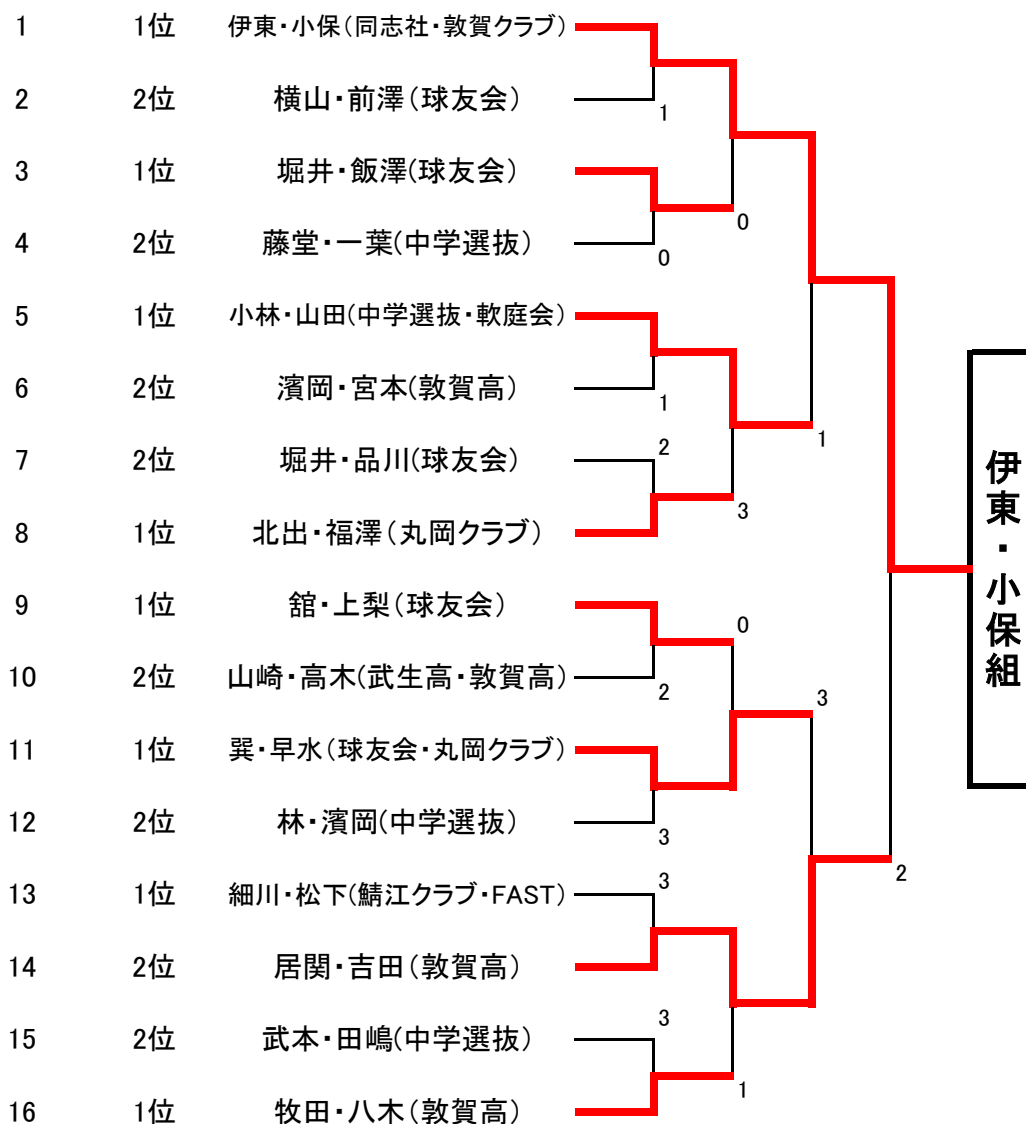 1 1位 伊東・小保(同志社・敦賀クラブ)
2 2位 横山・前澤(球友会)
1
3 1位 堀井・飯澤(球友会)
0
4 2位 藤堂・一葉(中学選抜)
0
5 1位 小林・山田(中学選抜・軟庭会)
6 2位 濱岡・宮本(敦賀高)
1
1
7 2位 堀井・品川(球友会)
2
3
8 1位 北出・福澤(丸岡クラブ)
伊東・小保組
9 1位 舘・上梨(球友会)
0
10 2位 山崎・高木(武生高・敦賀高)
2
3
11 1位 巽・早水(球友会・丸岡クラブ)
12 2位 林・濱岡(中学選抜)
3
13 1位 細川・松下(鯖江クラブ・FAST)
3
2
14 2位 居関・吉田(敦賀高)
3
15 2位 武本・田嶋(中学選抜)
1
16 1位 牧田・八木(敦賀高)